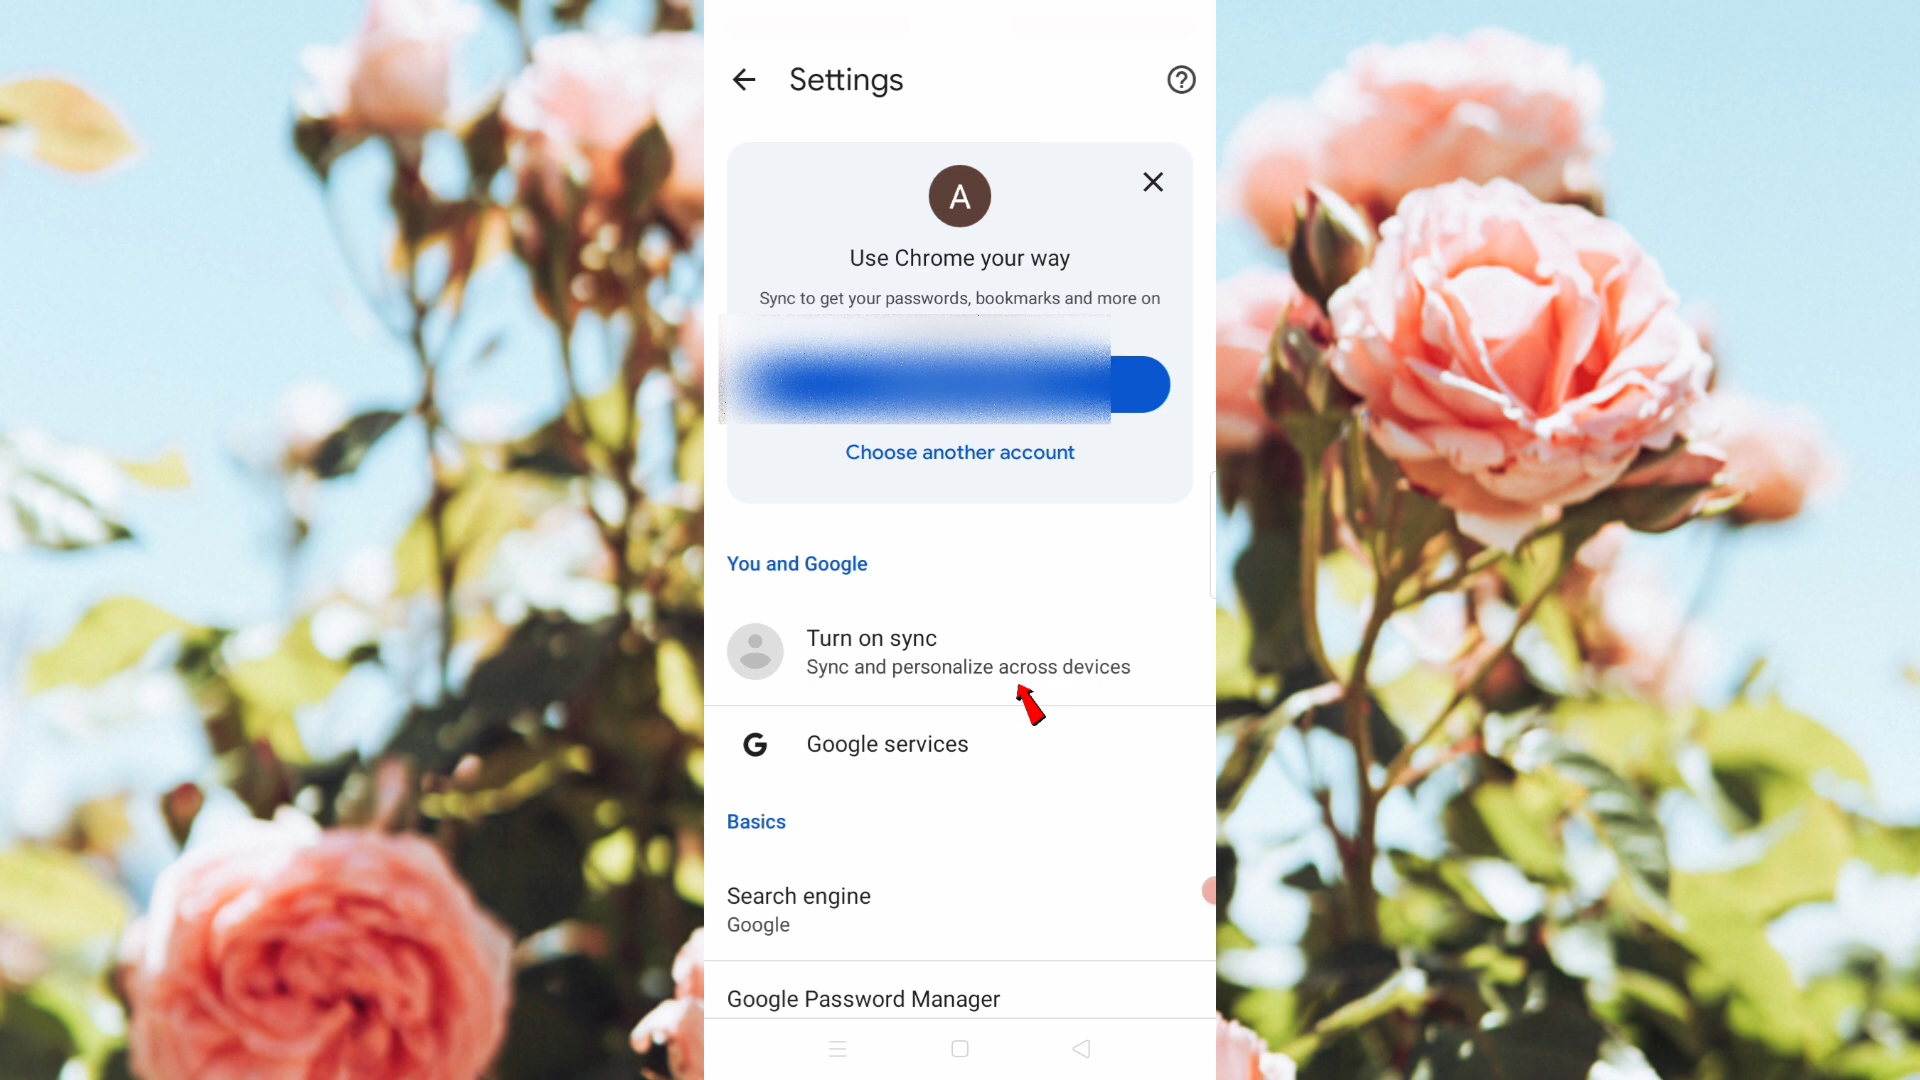 Settings
A
Use Chrome your way
Sync to get your passwords, bookmarks and more on
Choose another account
You and Google
Turn on sync
Sync and personalize across devices
G
Google services
Basics
Search engine
Google
Google Password Manager